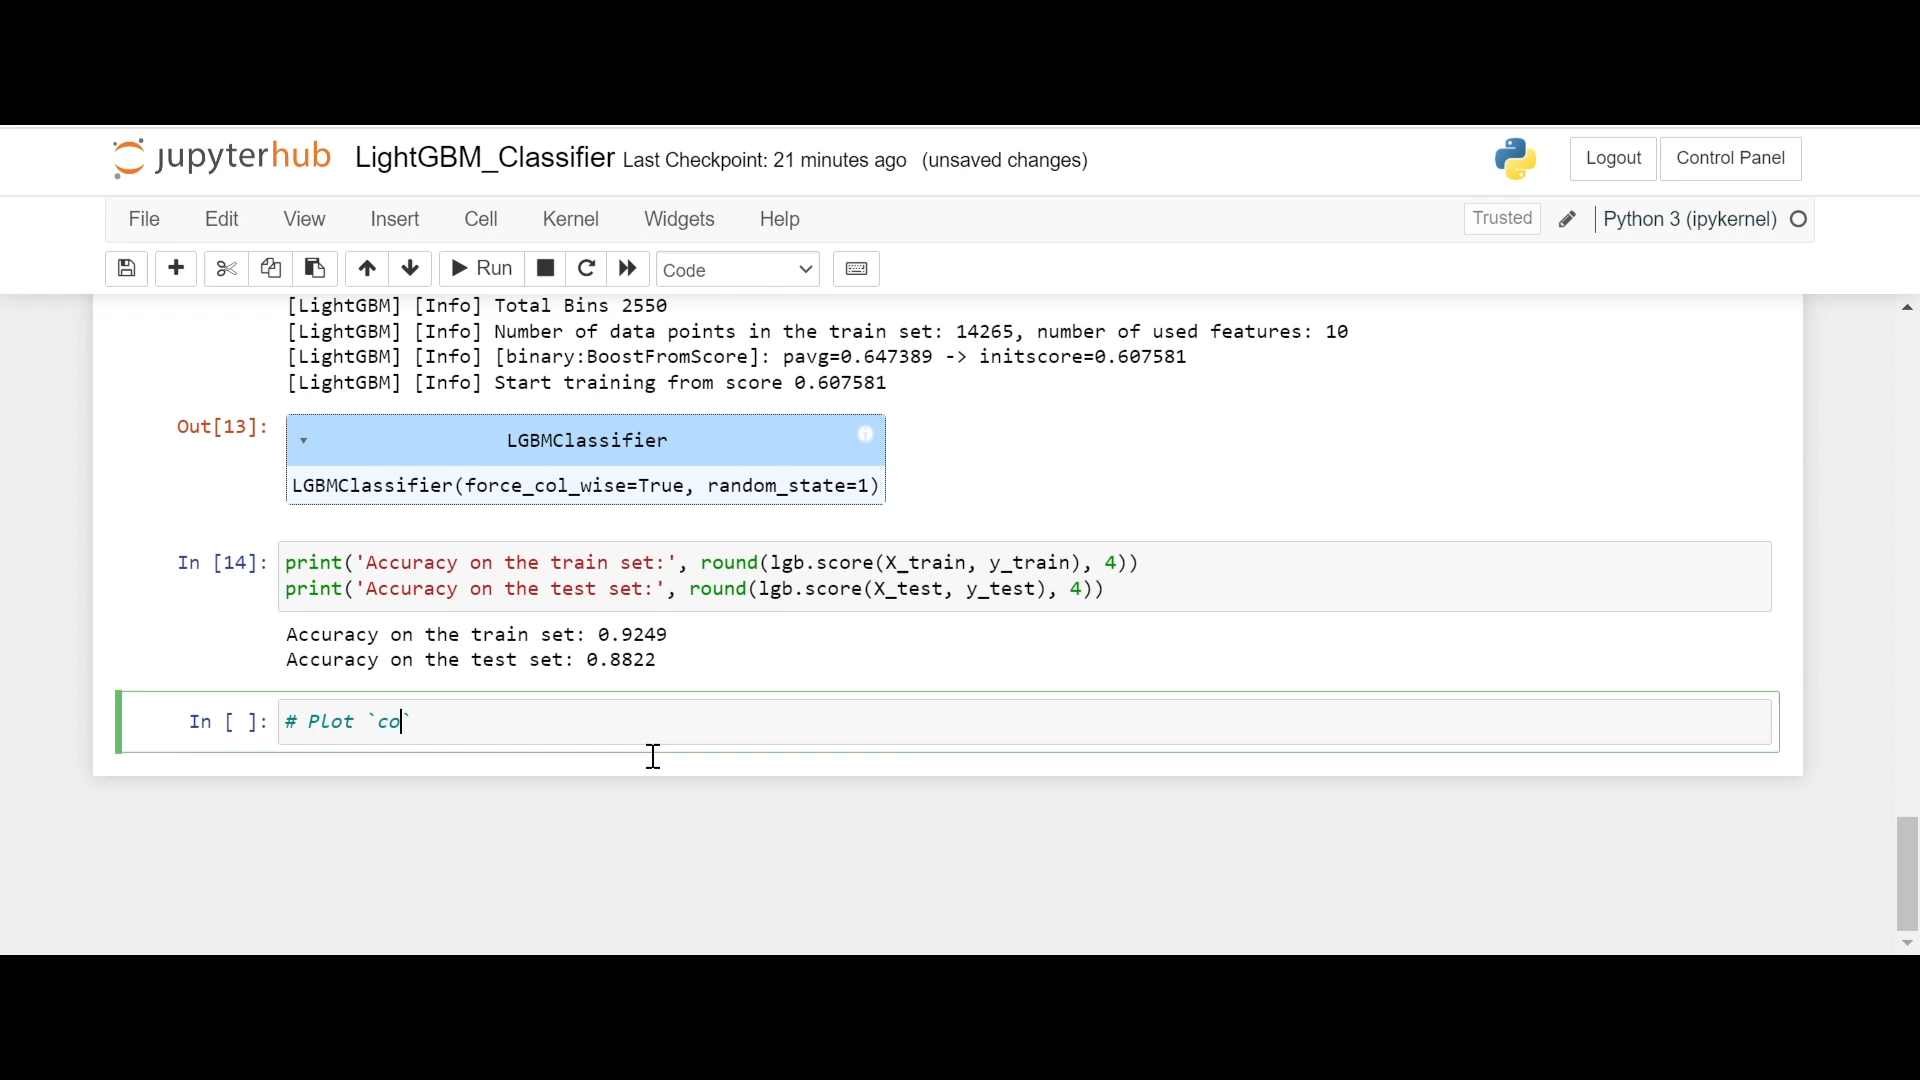 jupyterhub LightGBM_Classifier Last Checkpoint: 21 minutes ago (unsaved changes) Logout Control Panel
File Edit View Insert Cell Kernel Widgets Help Trusted Python 3 (ipykernel)
Run Code
[LightGBM] [Info] Total Bins 2550
[LightGBM] [Info] Number of data points in the train set: 14265, number of used features: 10
[LightGBM] [Info] [binary:BoostFromScore]: pavg=0.647389 -> initscore=0.607581
[LightGBM] [Info] Start training from score 0.607581
Out[13]: LGBMClassifier i
LGBMClassifier(force_col_wise=True, random_state=1)
In [14]: print('Accuracy on the train set:', round(lgb.score(X_train, y_train), 4))
print('Accuracy on the test set:', round(lgb.score(X_test, y_test), 4))
Accuracy on the train set: 0.9249
Accuracy on the test set: 0.8822
In [ ]: # Plot `co`